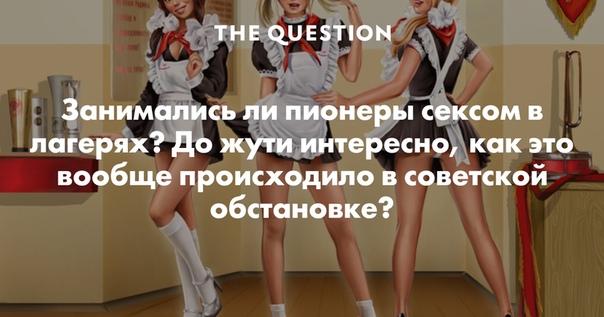 THE QUESTION
Занимались ли пионеры сексом в
лагерях? До жути интересно, как это
вообще происходило в советской
обстановке?